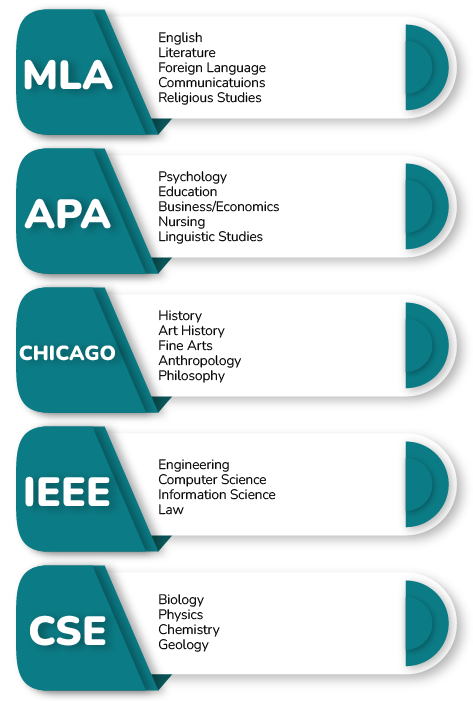 MLA
English
Literature
Foreign Language
Communicatuions
Religious Studies
APA
Psychology
Education
Business/Economics
Nursing
Linguistic Studies
CHICAGO
History
Art History
Fine Arts
Anthropology
Philosophy
IEEE
Engineering
Computer Science
Information Science
Law
CSE
Biology
Physics
Chemistry
Geology